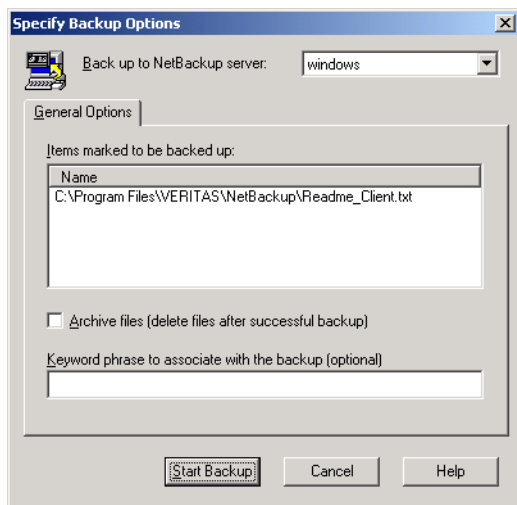 Specify Backup Options
Back up to NetBackup server: windows
General Options
Items marked to be backed up:
Name
C:\Program Files\VERITAS\NetBackup\Readme_Client.txt
Archive files (delete files after successful backup)
Keyword phrase to associate with the backup (optional)
Start Backup Cancel Help